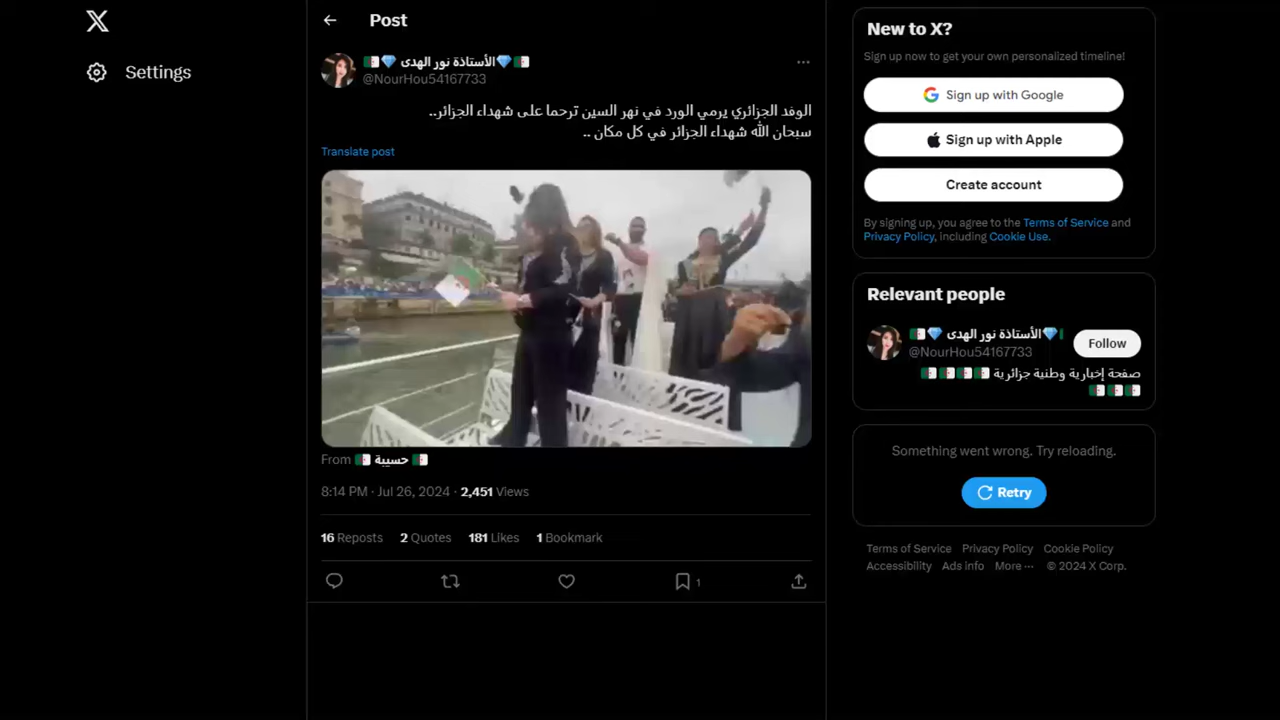 Settings
Post
الأستاذة نور الهدى
@NourHou54167733
الوفد الجزائري يرمي الورد في نهر السين ترحما على شهداء الجزائر..
سبحان الله شهداء الجزائر في كل مكان ..
Translate post
From حسيبة
8:14 PM · Jul 26, 2024 · 2,451 Views
16 Reposts 2 Quotes 181 Likes 1 Bookmark
1
New to X?
Sign up now to get your own personalized timeline!
Sign up with Google
Sign up with Apple
Create account
By signing up, you agree to the Terms of Service and
Privacy Policy, including Cookie Use.
Relevant people
الأستاذة نور الهدى
@NourHou54167733
Follow
صفحة إخبارية وطنية جزائرية
Something went wrong. Try reloading.
Retry
Terms of Service Privacy Policy Cookie Policy
Accessibility Ads info More ··· © 2024 X Corp.